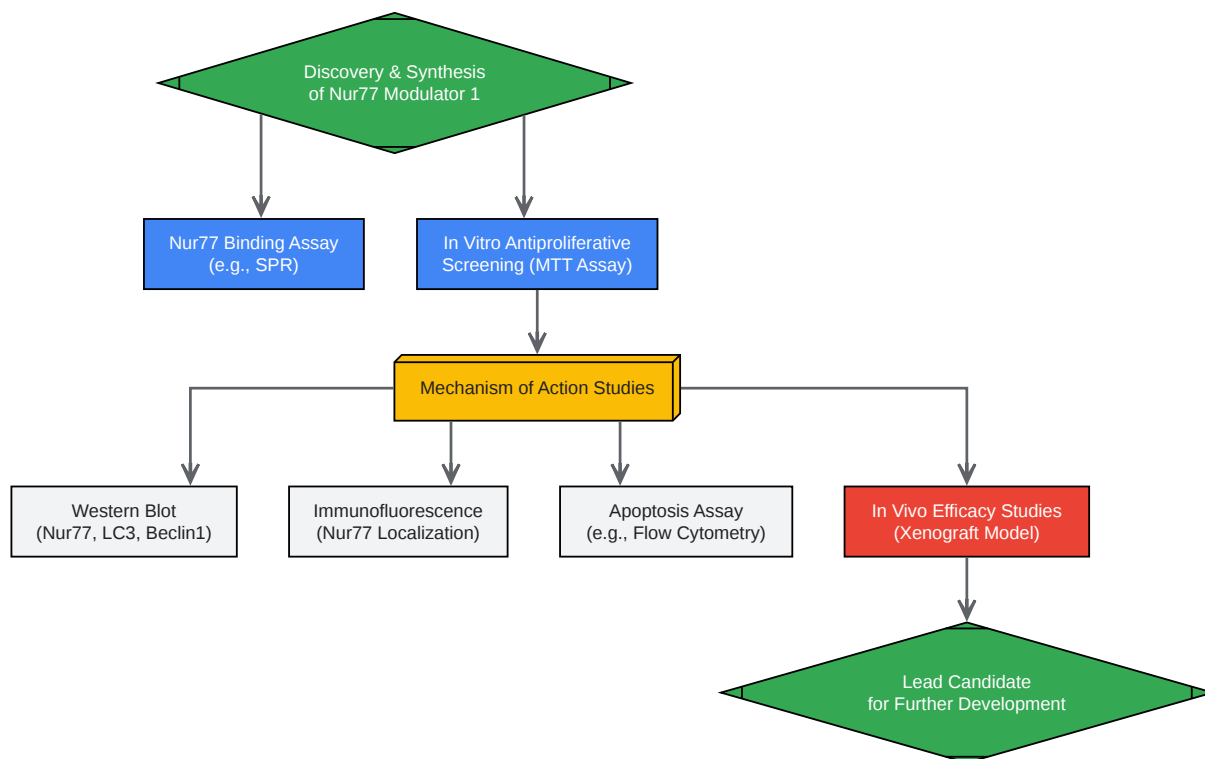 Discovery & Synthesis
of Nur77 Modulator 1
Nur77 Binding Assay
(e.g., SPR)
In Vitro Antiproliferative
Screening (MTT Assay)
Mechanism of Action Studies
Western Blot
(Nur77, LC3, Beclin1)
Immunofluorescence
(Nur77 Localization)
Apoptosis Assay
(e.g., Flow Cytometry)
In Vivo Efficacy Studies
(Xenograft Model)
Lead Candidate
for Further Development